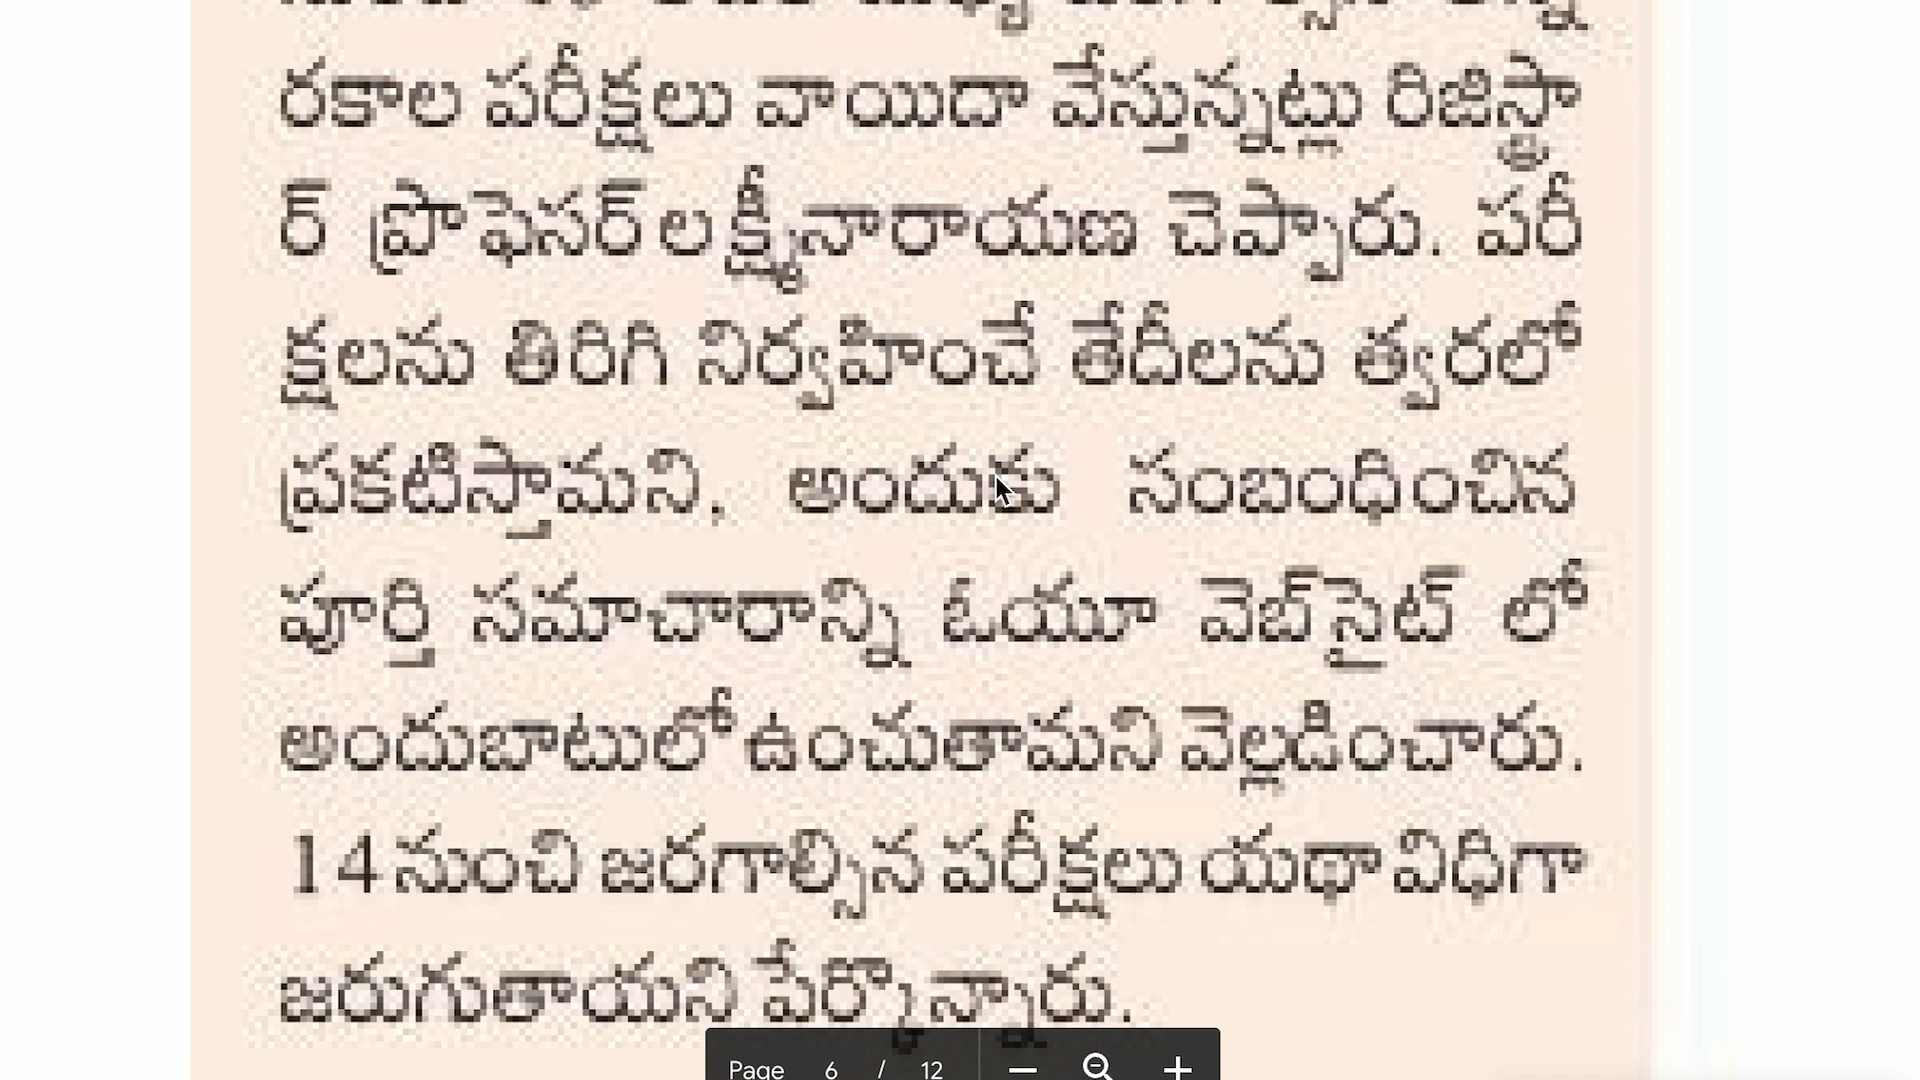 రకాల పరీక్షలు వాయిదా వేస్తున్నట్లు రిజిస్ట్రా
ర్ ప్రొఫెసర్ లక్ష్మీనారాయణ చెప్పారు. పరీ
క్షలను తిరిగి నిర్వహించే తేదీలను త్వరలో
ప్రకటిస్తామని, అందుకు సంబంధించిన
పూర్తి సమాచారాన్ని ఓయూ వెబ్‌సైట్ లో
అందుబాటులో ఉంచుతామని వెల్లడించారు.
14 నుంచి జరగాల్సిన పరీక్షలు యథావిధిగా
జరుగుతాయని పేర్కొన్నారు.
Page 6 / 12